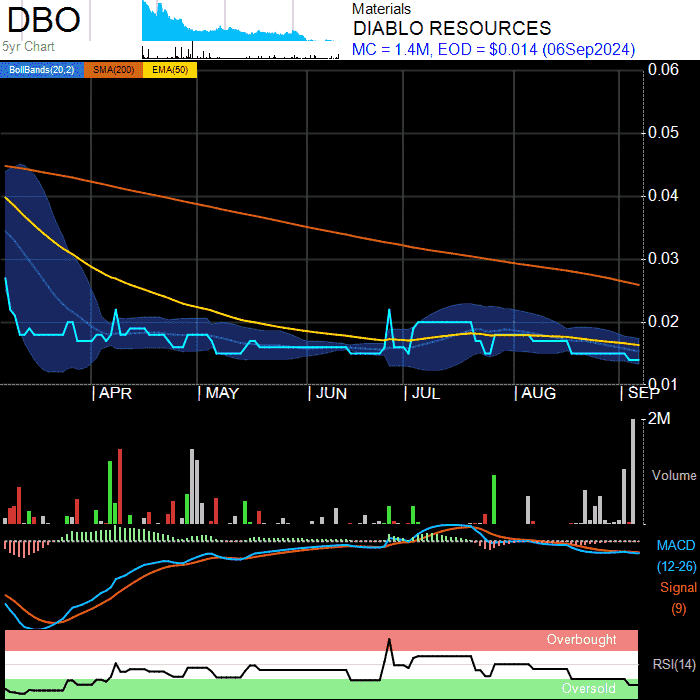 DBO
5yr Chart
Materials
DIABLO RESOURCES
MC = 1.4M, EOD = $0.014 (06Sep2024)
BollBands(20,2) SMA(200) EMA(50)
0.06
0.05
0.04
0.03
0.02
0.01
APR MAY JUN JUL AUG SEP
2M
Volume
MACD
(12-26)
Signal
(9)
Overbought
RSI(14)
Oversold